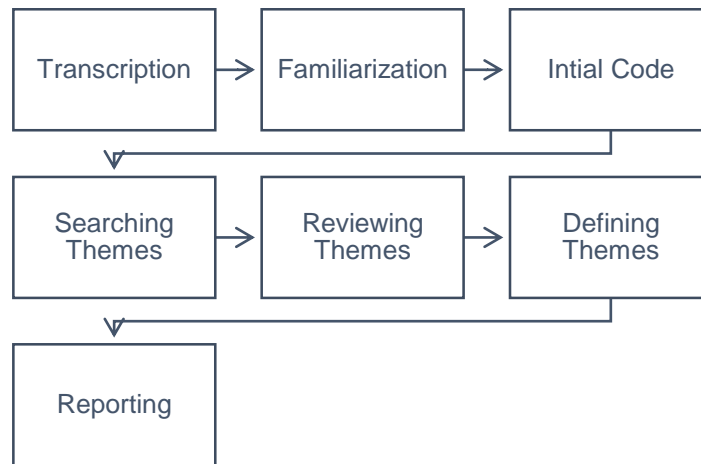 Transcription
Familiarization
Intial Code
Searching
Themes
Reviewing
Themes
Defining
Themes
Reporting